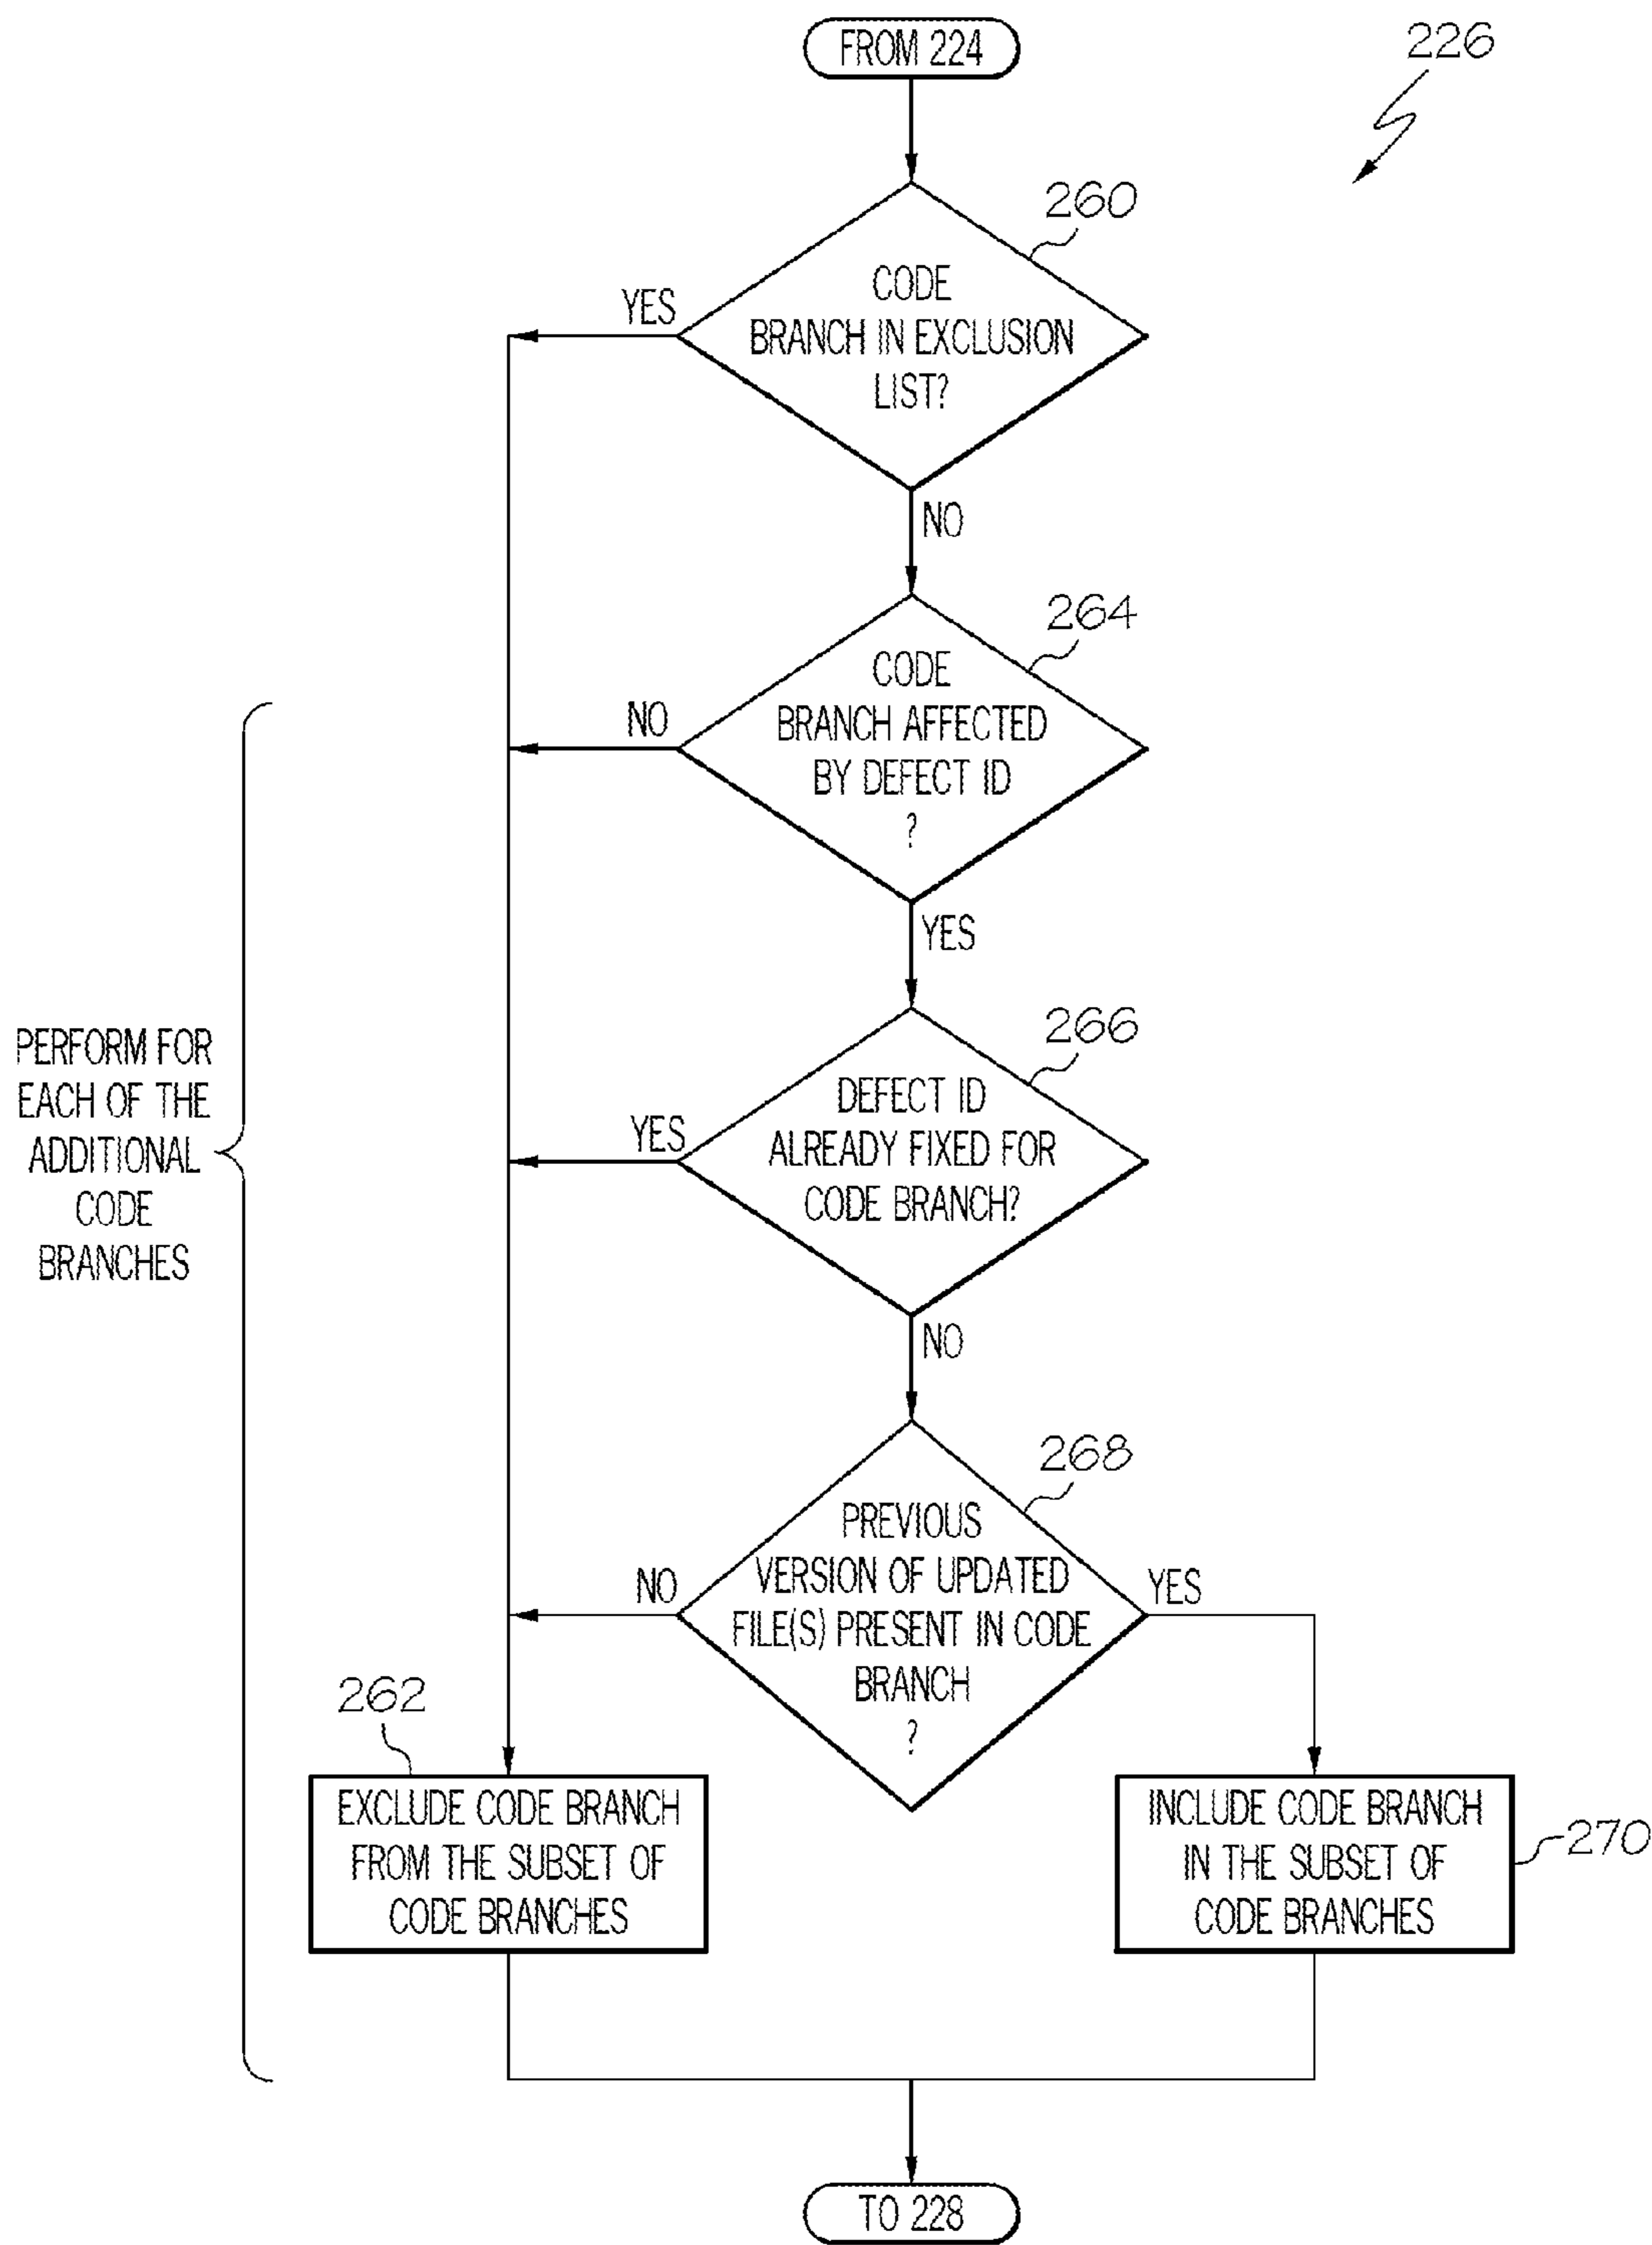 FROM 224
226
260
CODE
BRANCH IN EXCLUSION
LIST?
YES
NO
264
CODE
BRANCH AFFECTED
BY DEFECT ID
?
NO
YES
PERFORM FOR
EACH OF THE
ADDITIONAL
CODE
BRANCHES
266
DEFECT ID
ALREADY FIXED FOR
CODE BRANCH?
YES
NO
268
PREVIOUS
VERSION OF UPDATED
FILE(S) PRESENT IN CODE
BRANCH
?
NO
YES
262
EXCLUDE CODE BRANCH
FROM THE SUBSET OF
CODE BRANCHES
INCLUDE CODE BRANCH
IN THE SUBSET OF
CODE BRANCHES
270
TO 228